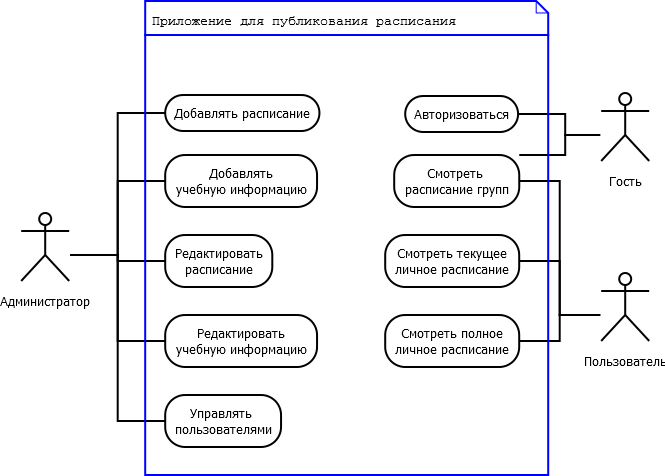 Приложение для публикования расписания
Добавлять расписание
Авторизоваться
Добавлять
учебную информацию
Смотреть
расписание групп
Гость
Редактировать
расписание
Смотреть текущее
личное расписание
Администратор
Редактировать
учебную информацию
Смотреть полное
личное расписание
Пользователь
Управлять
пользователями